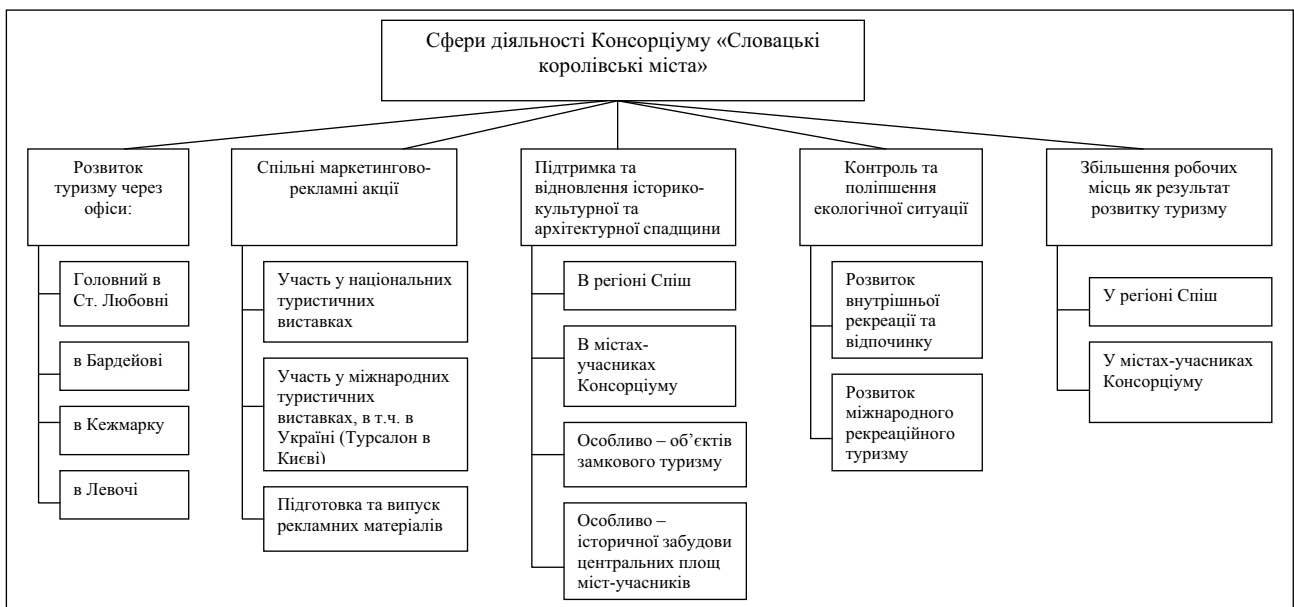 Сфери діяльності Консорціуму «Словацькі
королівські міста»
Розвиток
туризму через
офіси:
Головний в
Ст. Любовні
в Бардейові
в Кежмарку
в Левочі
Спільні маркетингово-
рекламні акції
Участь у національних
туристичних
виставках
Участь у міжнародних
туристичних
виставках, в т.ч. в
Україні (Турсалон в
Києві)
Підготовка та випуск
рекламних матеріалів
Підтримка та
відновлення історико-
культурної та
архітектурної спадщини
В регіоні Спіш
В містах-
учасниках
Консорціуму
Особливо – об’єктів
замкового туризму
Особливо –
історичної забудови
центральних площ
міст-учасників
Контроль та
поліпшення
екологічної ситуації
Розвиток
внутрішньої
рекреації та
відпочинку
Розвиток
міжнародного
рекреаційного
туризму
Збільшення робочих
місць як результат
розвитку туризму
У регіоні Спіш
У містах-учасниках
Консорціуму